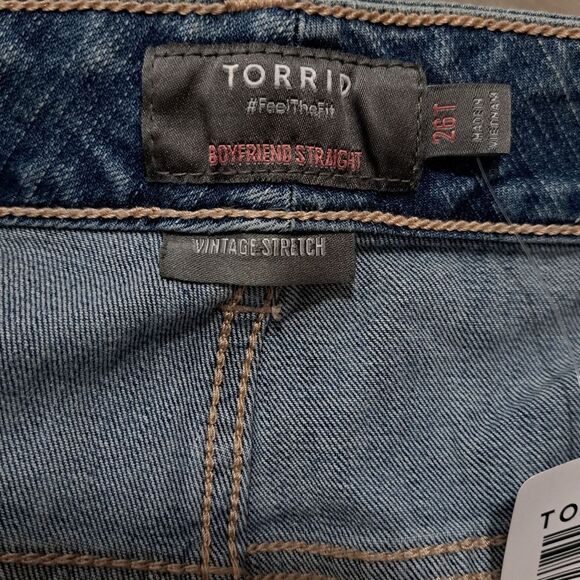 TORRID
#FeelTheFit
BOYFRIEND STRAIGHT
26T
MADE IN
VIETNAM
VINTAGE STRETCH
TO